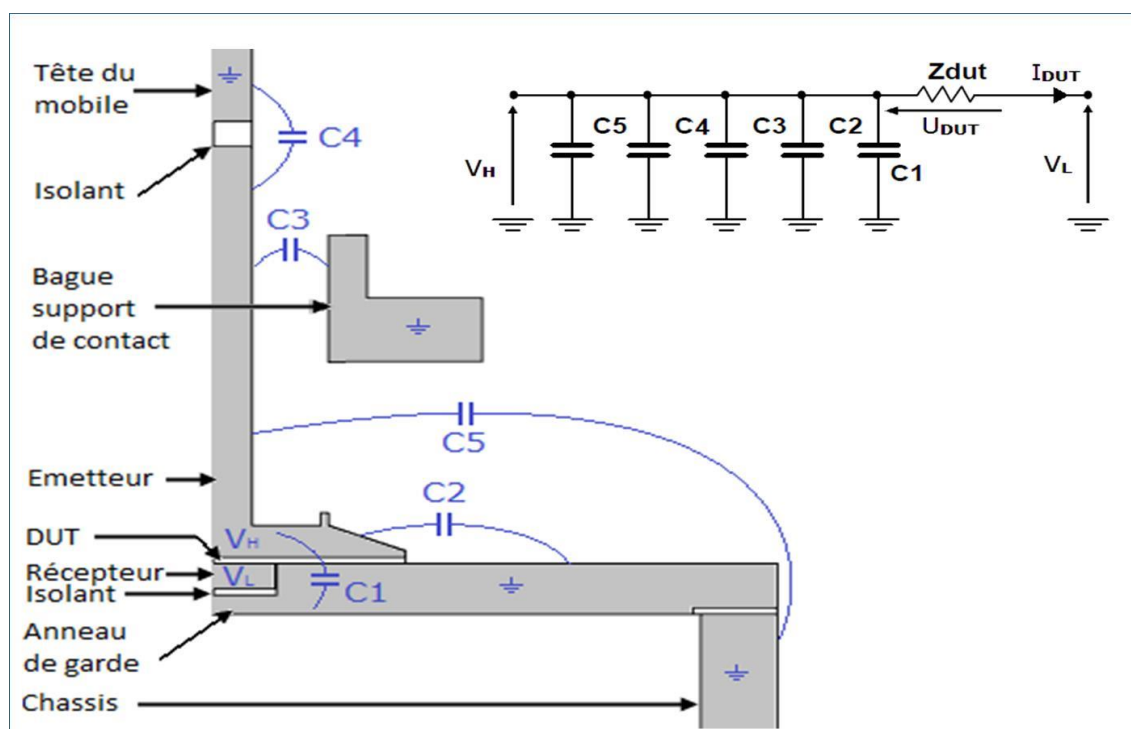 Tête du
mobile
Isolant
Bague
support
de contact
Emetteur
DUT
Récepteur
Isolant
Anneau
de garde
Chassis
C4
C3
C5
C2
C1
VH
VL
Zdut
IDUT
C5
C4
C3
C2
UDUT
C1
VH
VL